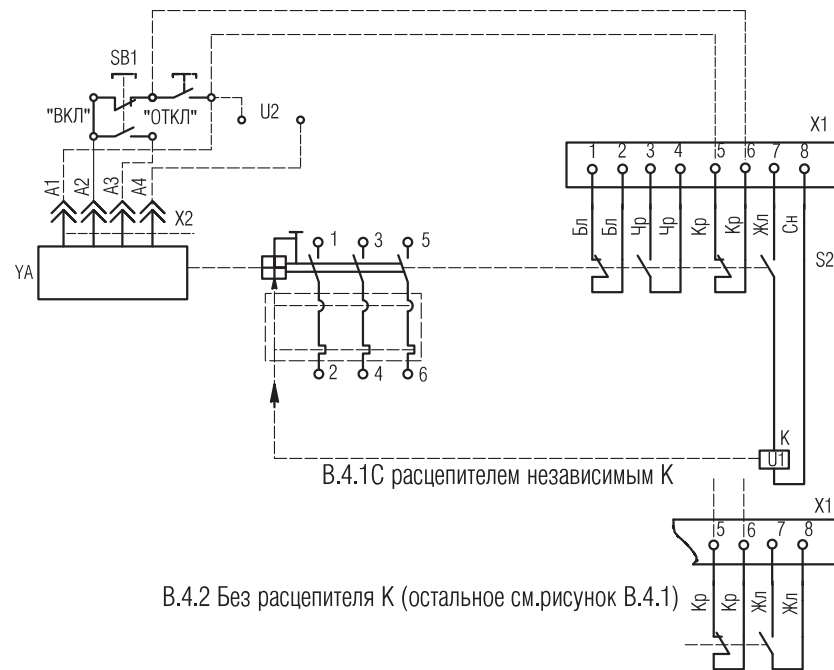 SB1
"ВКЛ" "ОТКЛ" U2
X1
1 2 3 4 5 6 7 8
A1 A2 A3 A4
X2
Бл Бл Чр Чр Кр Кр Жл Сн
YA
1 3 5
S2
2 4 6
K
U1
В.4.1С расцепителем независимым К
X1
5 6 7 8
В.4.2 Без расцепителя К (остальное см.рисунок В.4.1)
Кр Кр Жл Жл